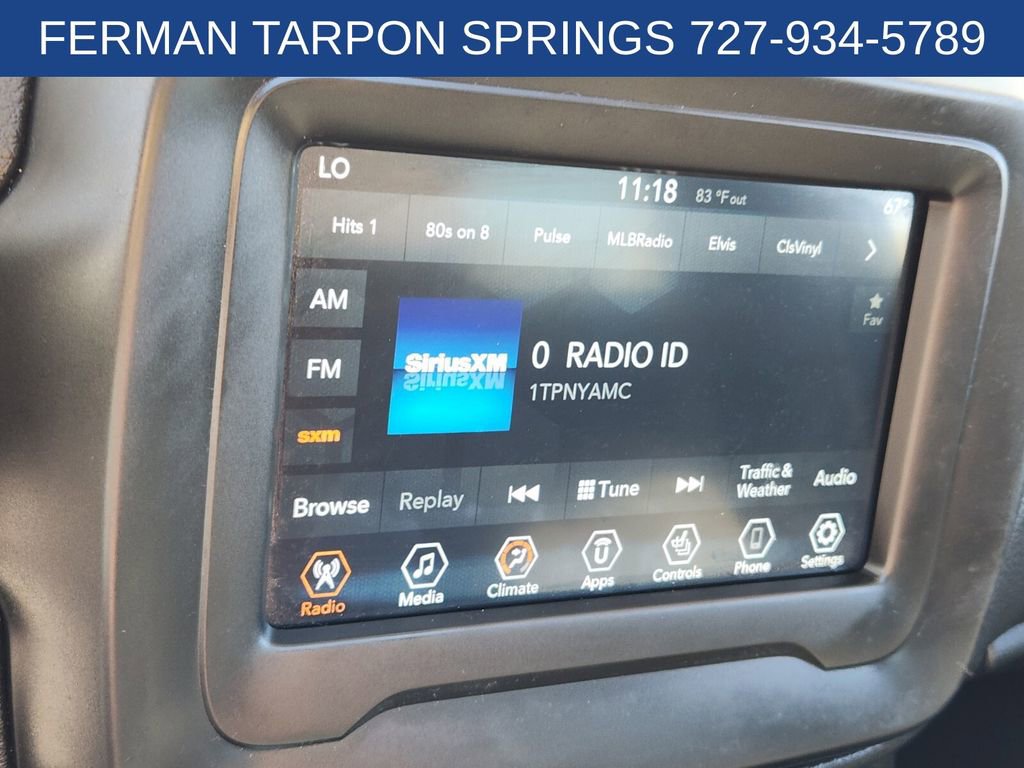 FERMAN TARPON SPRINGS 727-934-5789
LO 11:18 83 °F out 67°
Hits 1 80s on 8 Pulse MLBRadio Elvis ClsVinyl
AM
Fav
SiriusXM
0 RADIO ID
FM
1TPNYAMC
sxm
Browse Replay Tune Traffic & Weather Audio
Radio Media Climate Apps Controls Phone Settings